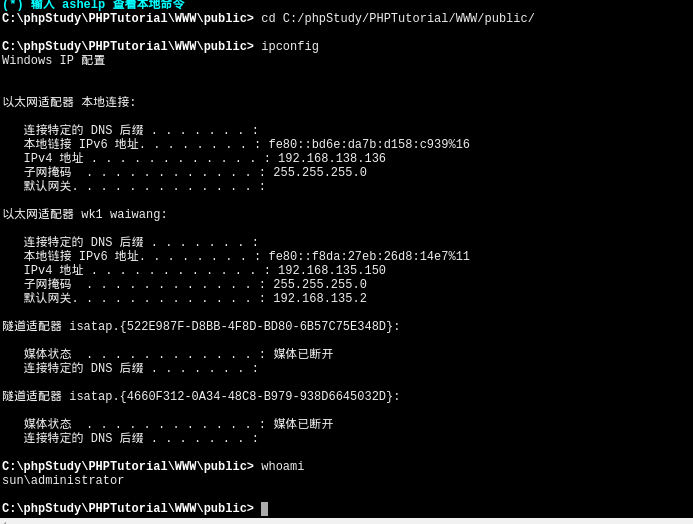 (*) 输入 ashelp 查看本地命令
C:\phpStudy\PHPTutorial\WWW\public> cd C:/phpStudy/PHPTutorial/WWW/public/
C:\phpStudy\PHPTutorial\WWW\public> ipconfig
Windows IP 配置
以太网适配器 本地连接:
连接特定的 DNS 后缀 . . . . . . . :
本地链接 IPv6 地址. . . . . . . . : fe80::bd6e:da7b:d158:c939%16
IPv4 地址 . . . . . . . . . . . . : 192.168.138.136
子网掩码  . . . . . . . . . . . . : 255.255.255.0
默认网关. . . . . . . . . . . . . :
以太网适配器 wk1 waiwang:
连接特定的 DNS 后缀 . . . . . . . :
本地链接 IPv6 地址. . . . . . . . : fe80::f8da:27eb:26d8:14e7%11
IPv4 地址 . . . . . . . . . . . . : 192.168.135.150
子网掩码  . . . . . . . . . . . . : 255.255.255.0
默认网关. . . . . . . . . . . . . : 192.168.135.2
隧道适配器 isatap.{522E987F-D8BB-4F8D-BD80-6B57C75E348D}:
媒体状态  . . . . . . . . . . . . : 媒体已断开
连接特定的 DNS 后缀 . . . . . . . :
隧道适配器 isatap.{4660F312-0A34-48C8-B979-938D6645032D}:
媒体状态  . . . . . . . . . . . . : 媒体已断开
连接特定的 DNS 后缀 . . . . . . . :
C:\phpStudy\PHPTutorial\WWW\public> whoami
sun\administrator
C:\phpStudy\PHPTutorial\WWW\public>